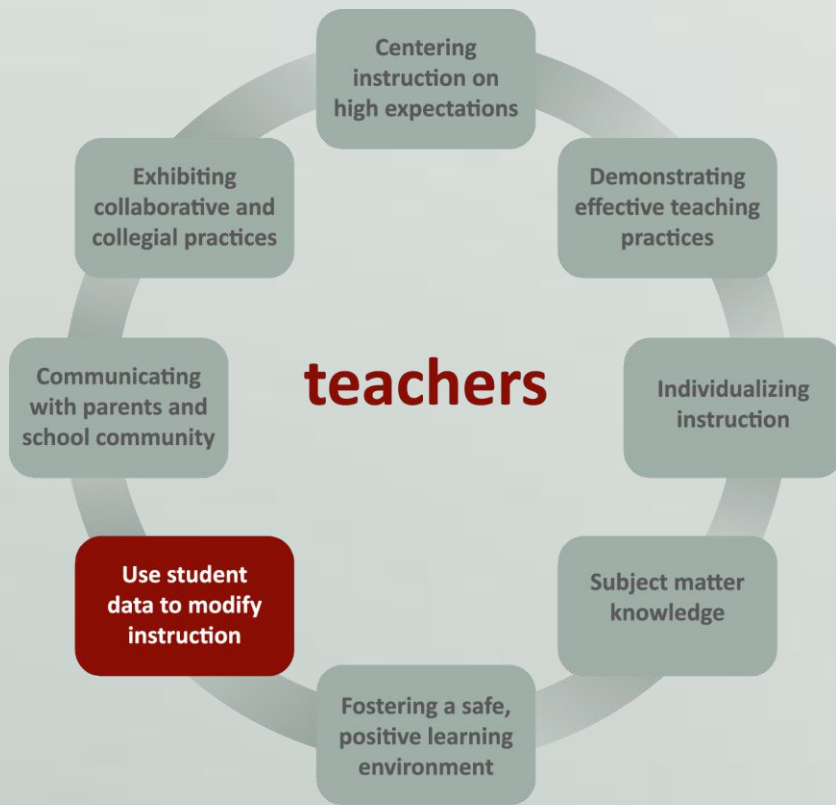 Centering
instruction on
high expectations
Demonstrating
effective teaching
practices
Individualizing
instruction
Subject matter
knowledge
Fostering a safe,
positive learning
environment
Use student
data to modify
instruction
Communicating
with parents and
school community
Exhibiting
collaborative and
collegial practices
teachers